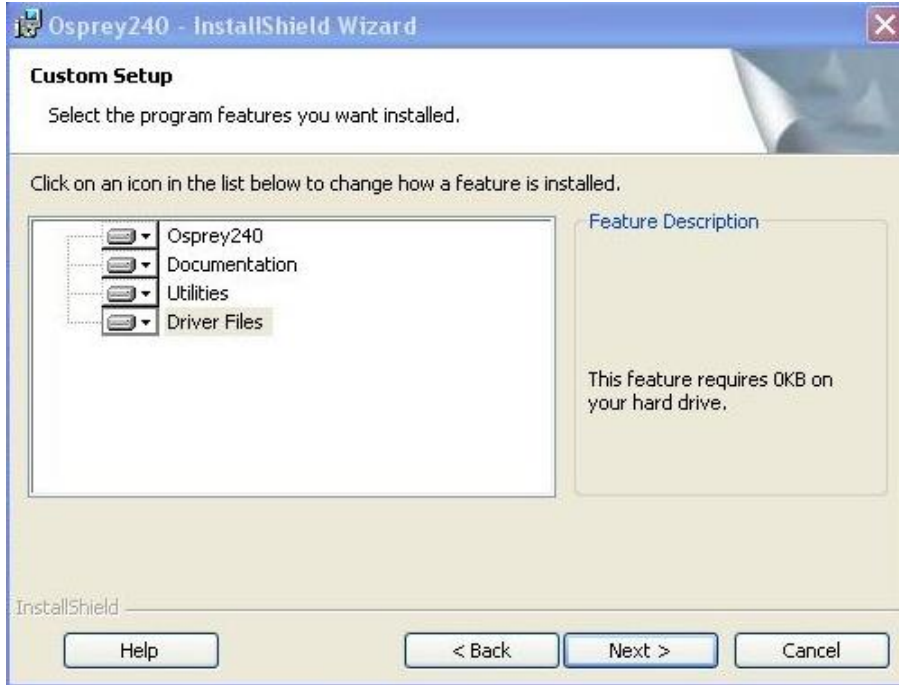 Osprey240 - InstallShield Wizard
Custom Setup
Select the program features you want installed.
Click on an icon in the list below to change how a feature is installed.
Osprey240
Documentation
Utilities
Driver Files
Feature Description
This feature requires 0KB on
your hard drive.
InstallShield
Help
< Back
Next >
Cancel